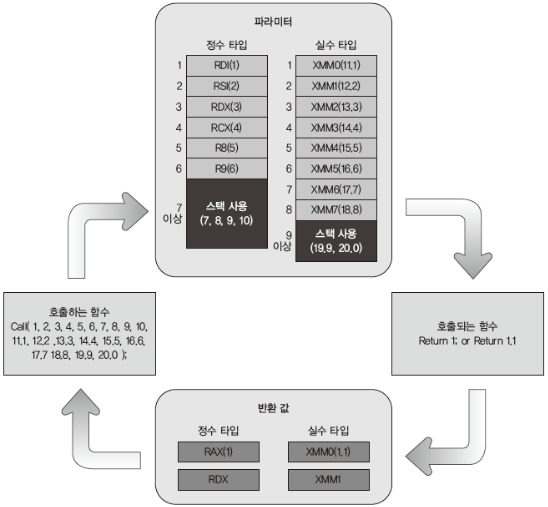 파라미터
정수 타입
실수 타입
1 RDI(1)
2 RSI(2)
3 RDX(3)
4 RCX(4)
5 R8(5)
6 R9(6)
7 이상
스택 사용
(7, 8, 9, 10)
1 XMM0(11.1)
2 XMM1(12.2)
3 XMM2(13.3)
4 XMM3(14.4)
5 XMM4(15.5)
6 XMM5(16.6)
7 XMM6(17.7)
8 XMM7(18.8)
9 이상
스택 사용
(19.9, 20.0)
호출하는 함수
Call( 1, 2, 3, 4, 5, 6, 7, 8, 9, 10,
11.1, 12.2 ,13.3, 14.4, 15.5, 16.6,
17.7 18.8, 19.9, 20.0 );
호출되는 함수
Return 1; or Return 1.1
반환 값
정수 타입
실수 타입
RAX(1)
XMM0(1.1)
RDX
XMM1